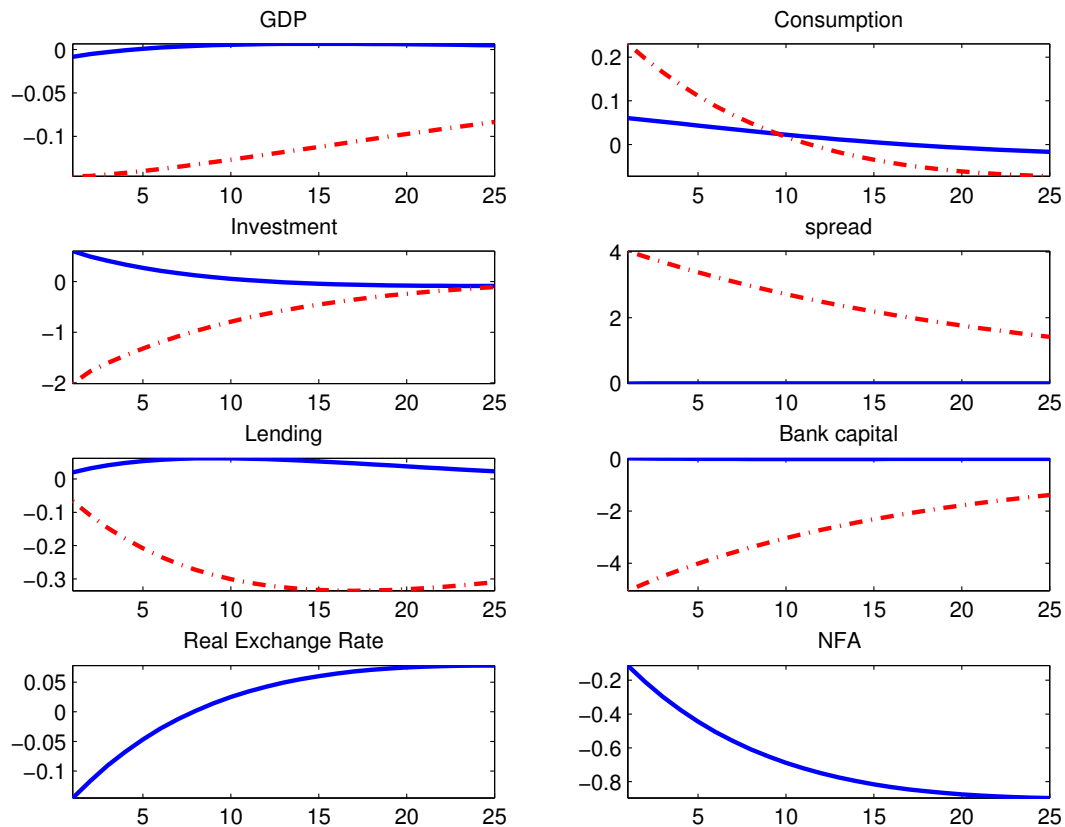 GDP
0
−0.05
−0.1
5 10 15 20 25
Consumption
0.2
0.1
0
5 10 15 20 25
Investment
0
−1
−2
5 10 15 20 25
spread
4
2
0
5 10 15 20 25
Lending
0
−0.1
−0.2
−0.3
5 10 15 20 25
Bank capital
0
−2
−4
5 10 15 20 25
Real Exchange Rate
0.05
0
−0.05
−0.1
5 10 15 20 25
NFA
−0.2
−0.4
−0.6
−0.8
5 10 15 20 25